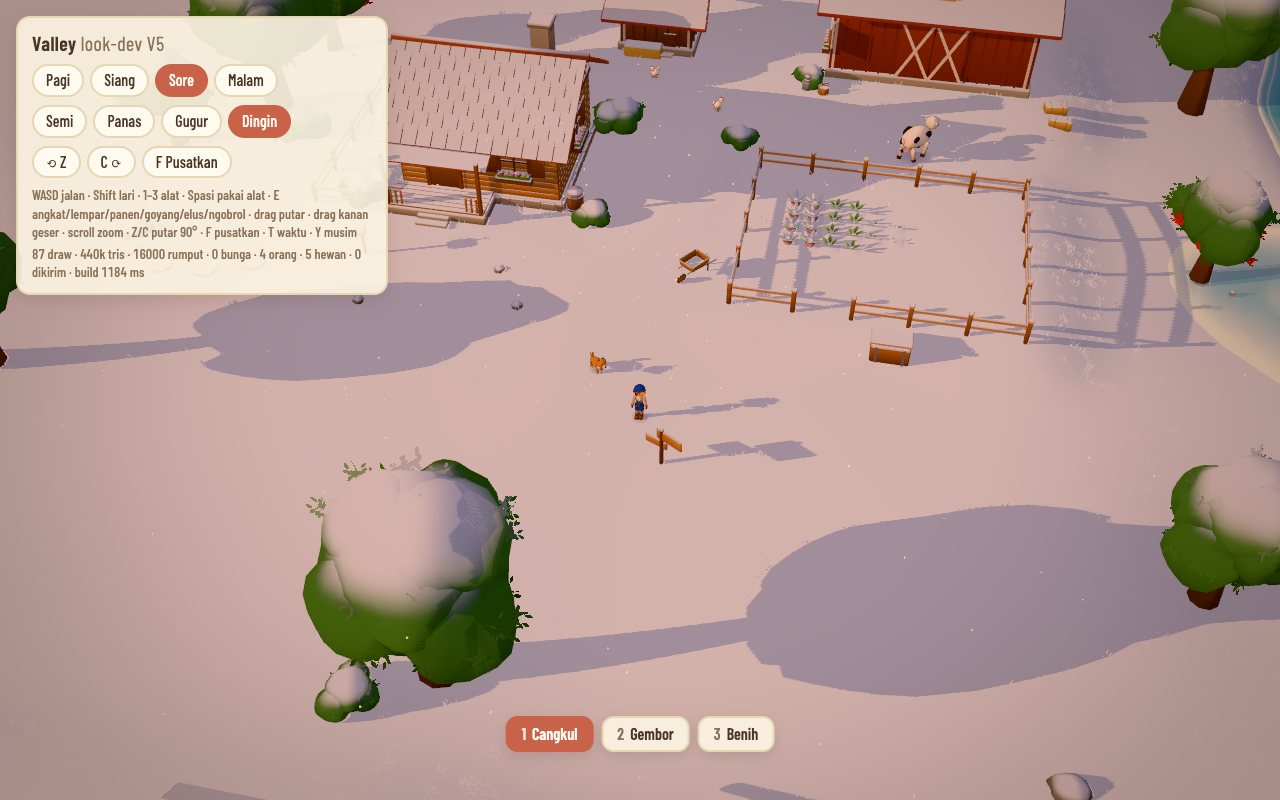 Valley look-dev V5
Pagi Siang Sore Malam
Semi Panas Gugur Dingin
⟲ Z C ⟳ F Pusatkan
WASD jalan · Shift lari · 1–3 alat · Spasi pakai alat · E
angkat/lempar/panen/goyang/elus/ngobrol · drag putar · drag kanan
geser · scroll zoom · Z/C putar 90° · F pusatkan · T waktu · Y musim
87 draw · 440k tris · 16000 rumput · 0 bunga · 4 orang · 5 hewan · 0
dikirim · build 1184 ms
1 Cangkul 2 Gembor 3 Benih